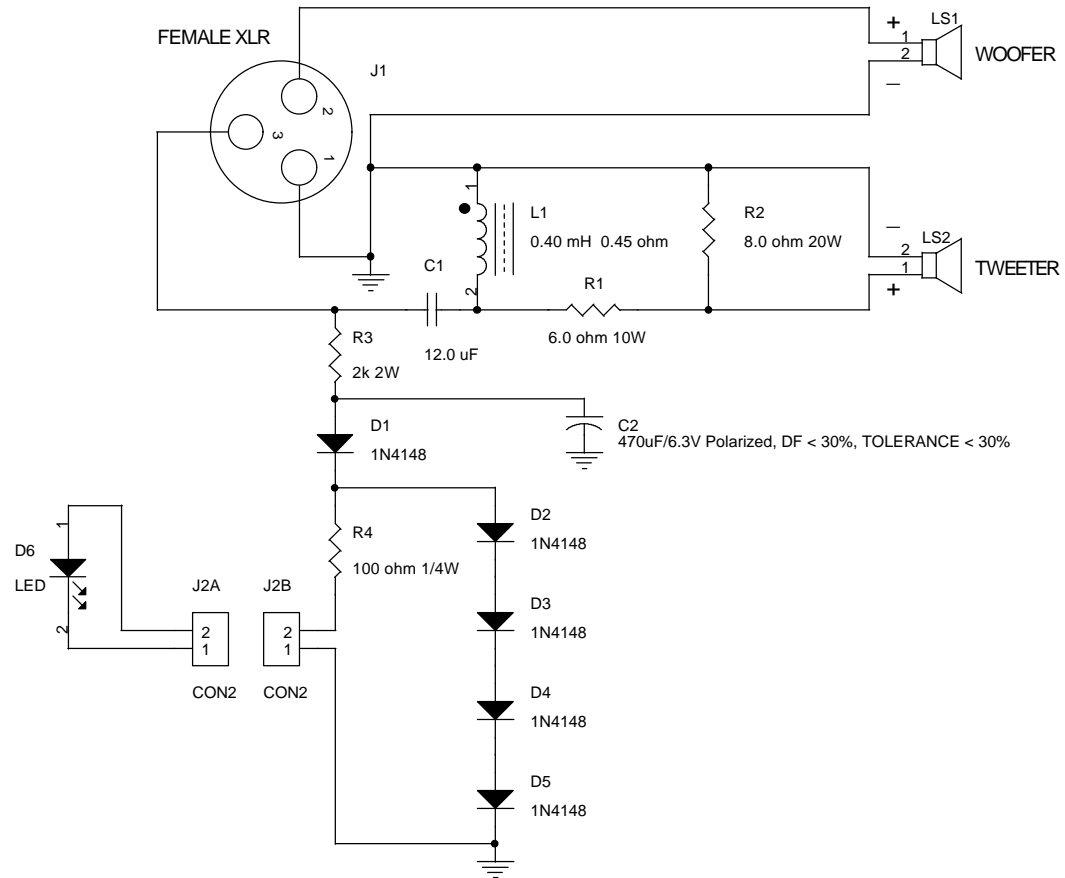 LS1
+
1
2
–
WOOFER
FEMALE XLR
J1
2
3
1
1
L1
0.40 mH 0.45 ohm
2
R2
8.0 ohm 20W
–
LS2
2
1
+
TWEETER
C1
12.0 uF
R1
6.0 ohm 10W
R3
2k 2W
C2
470uF/6.3V Polarized, DF < 30%, TOLERANCE < 30%
D1
1N4148
D2
1N4148
R4
100 ohm 1/4W
1
D6
LED
2
J2A
2
1
CON2
J2B
2
1
CON2
D3
1N4148
D4
1N4148
D5
1N4148